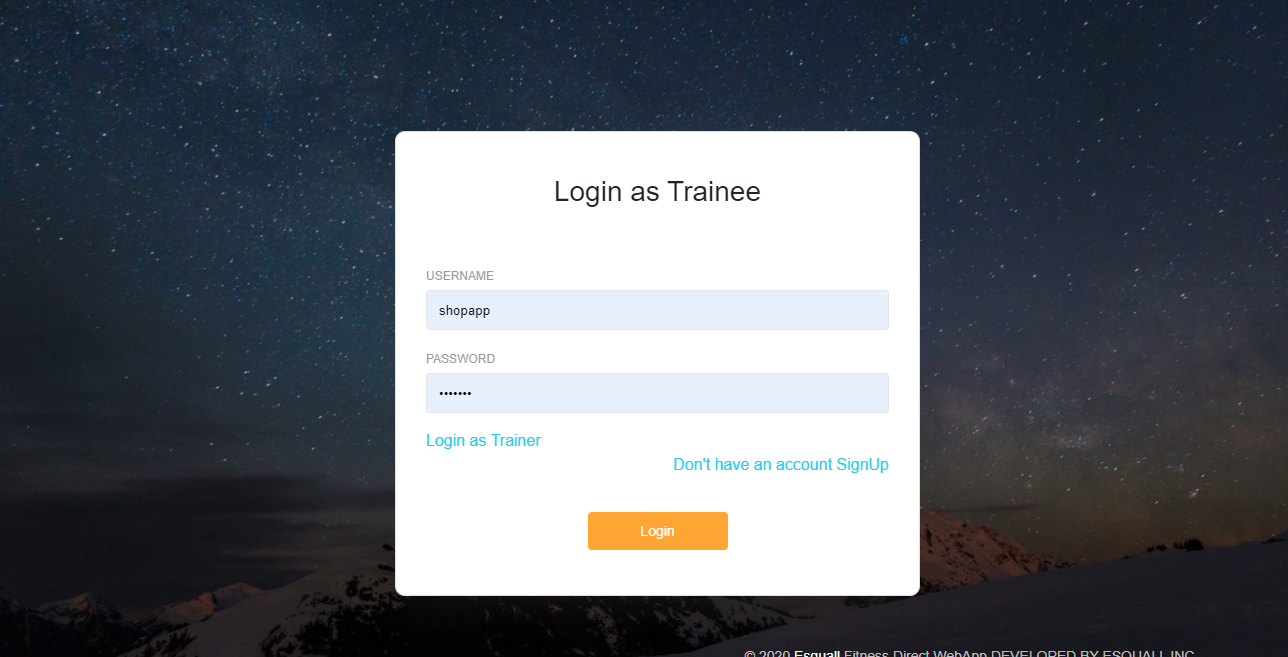 Login as Trainee
USERNAME
shopapp
PASSWORD
•••••••
Login as Trainer
Don't have an account SignUp
Login
© 2020 Esquall Fitness Direct WebApp DEVELOPED BY ESQUALL INC